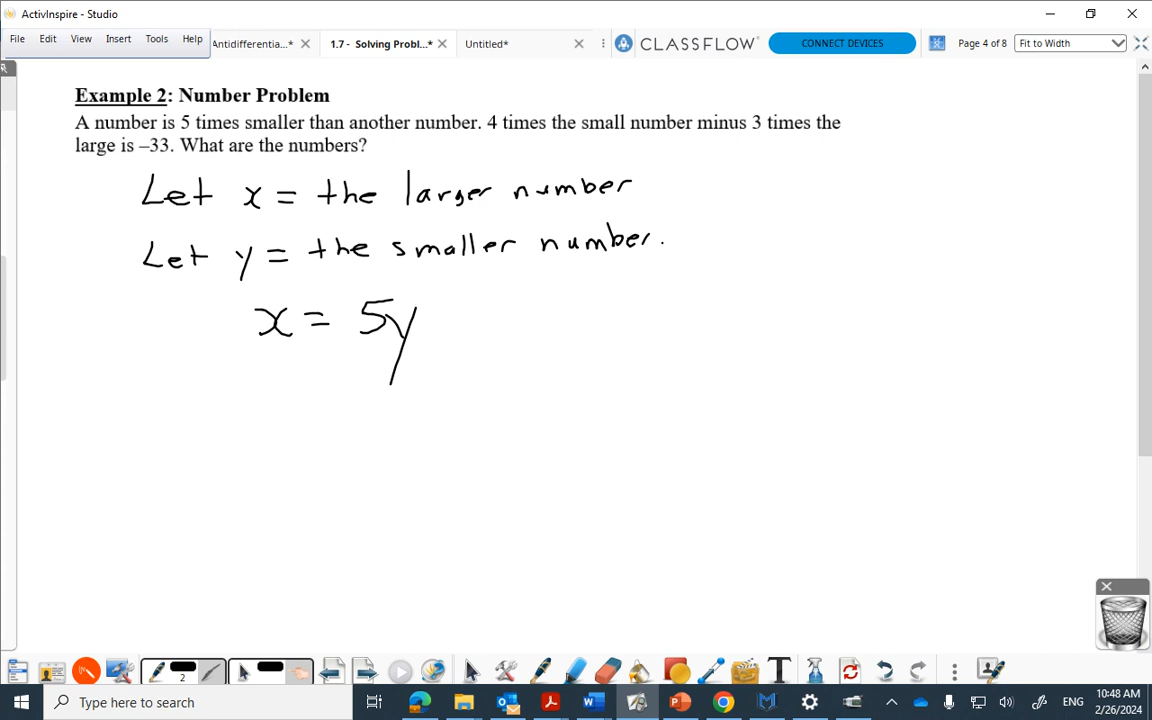 ActivInspire - Studio
File Edit View Insert Tools Help Antidifferentia...* 1.7 - Solving Probl...* Untitled* CLASSFLOW CONNECT DEVICES Page 4 of 8 Fit to Width
Example 2: Number Problem
A number is 5 times smaller than another number. 4 times the small number minus 3 times the
large is –33. What are the numbers?
Let x = the larger number
Let y = the smaller number.
x = 5y
2
Type here to search
ENG
10:48 AM
2/26/2024